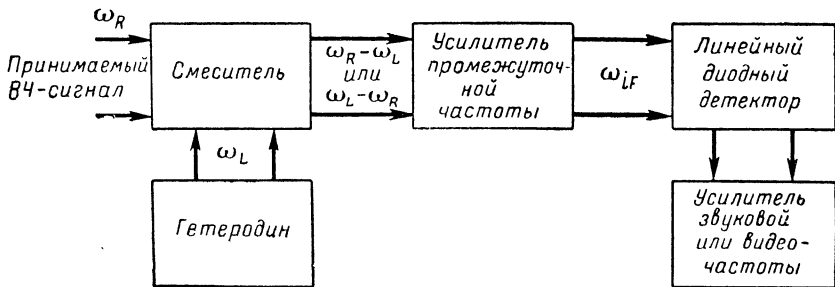 ω_R
Принимаемый
ВЧ-сигнал
Смеситель
ω_R−ω_L
или
ω_L−ω_R
Усилитель
промежуточ-
ной
частоты
ω_iF
Линейный
диодный
детектор
ω_L
Гетеродин
Усилитель
звуковой
или видео-
частоты